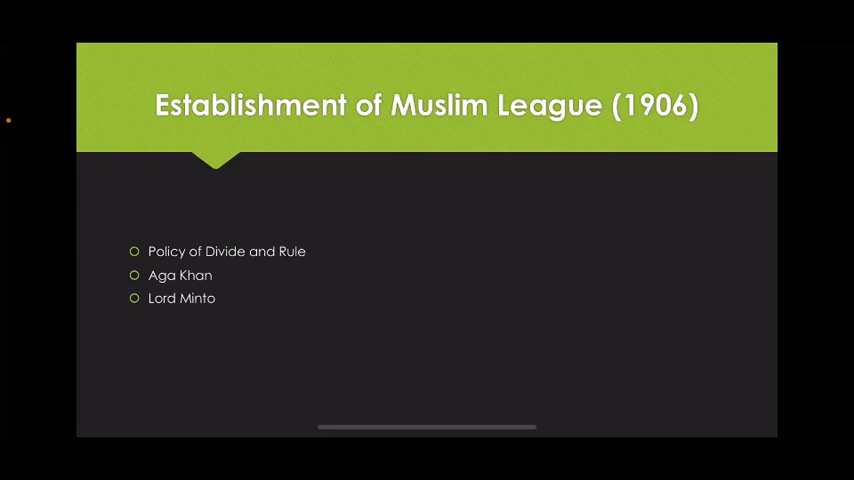 Establishment of Muslim League (1906)
Policy of Divide and Rule
Aga Khan
Lord Minto